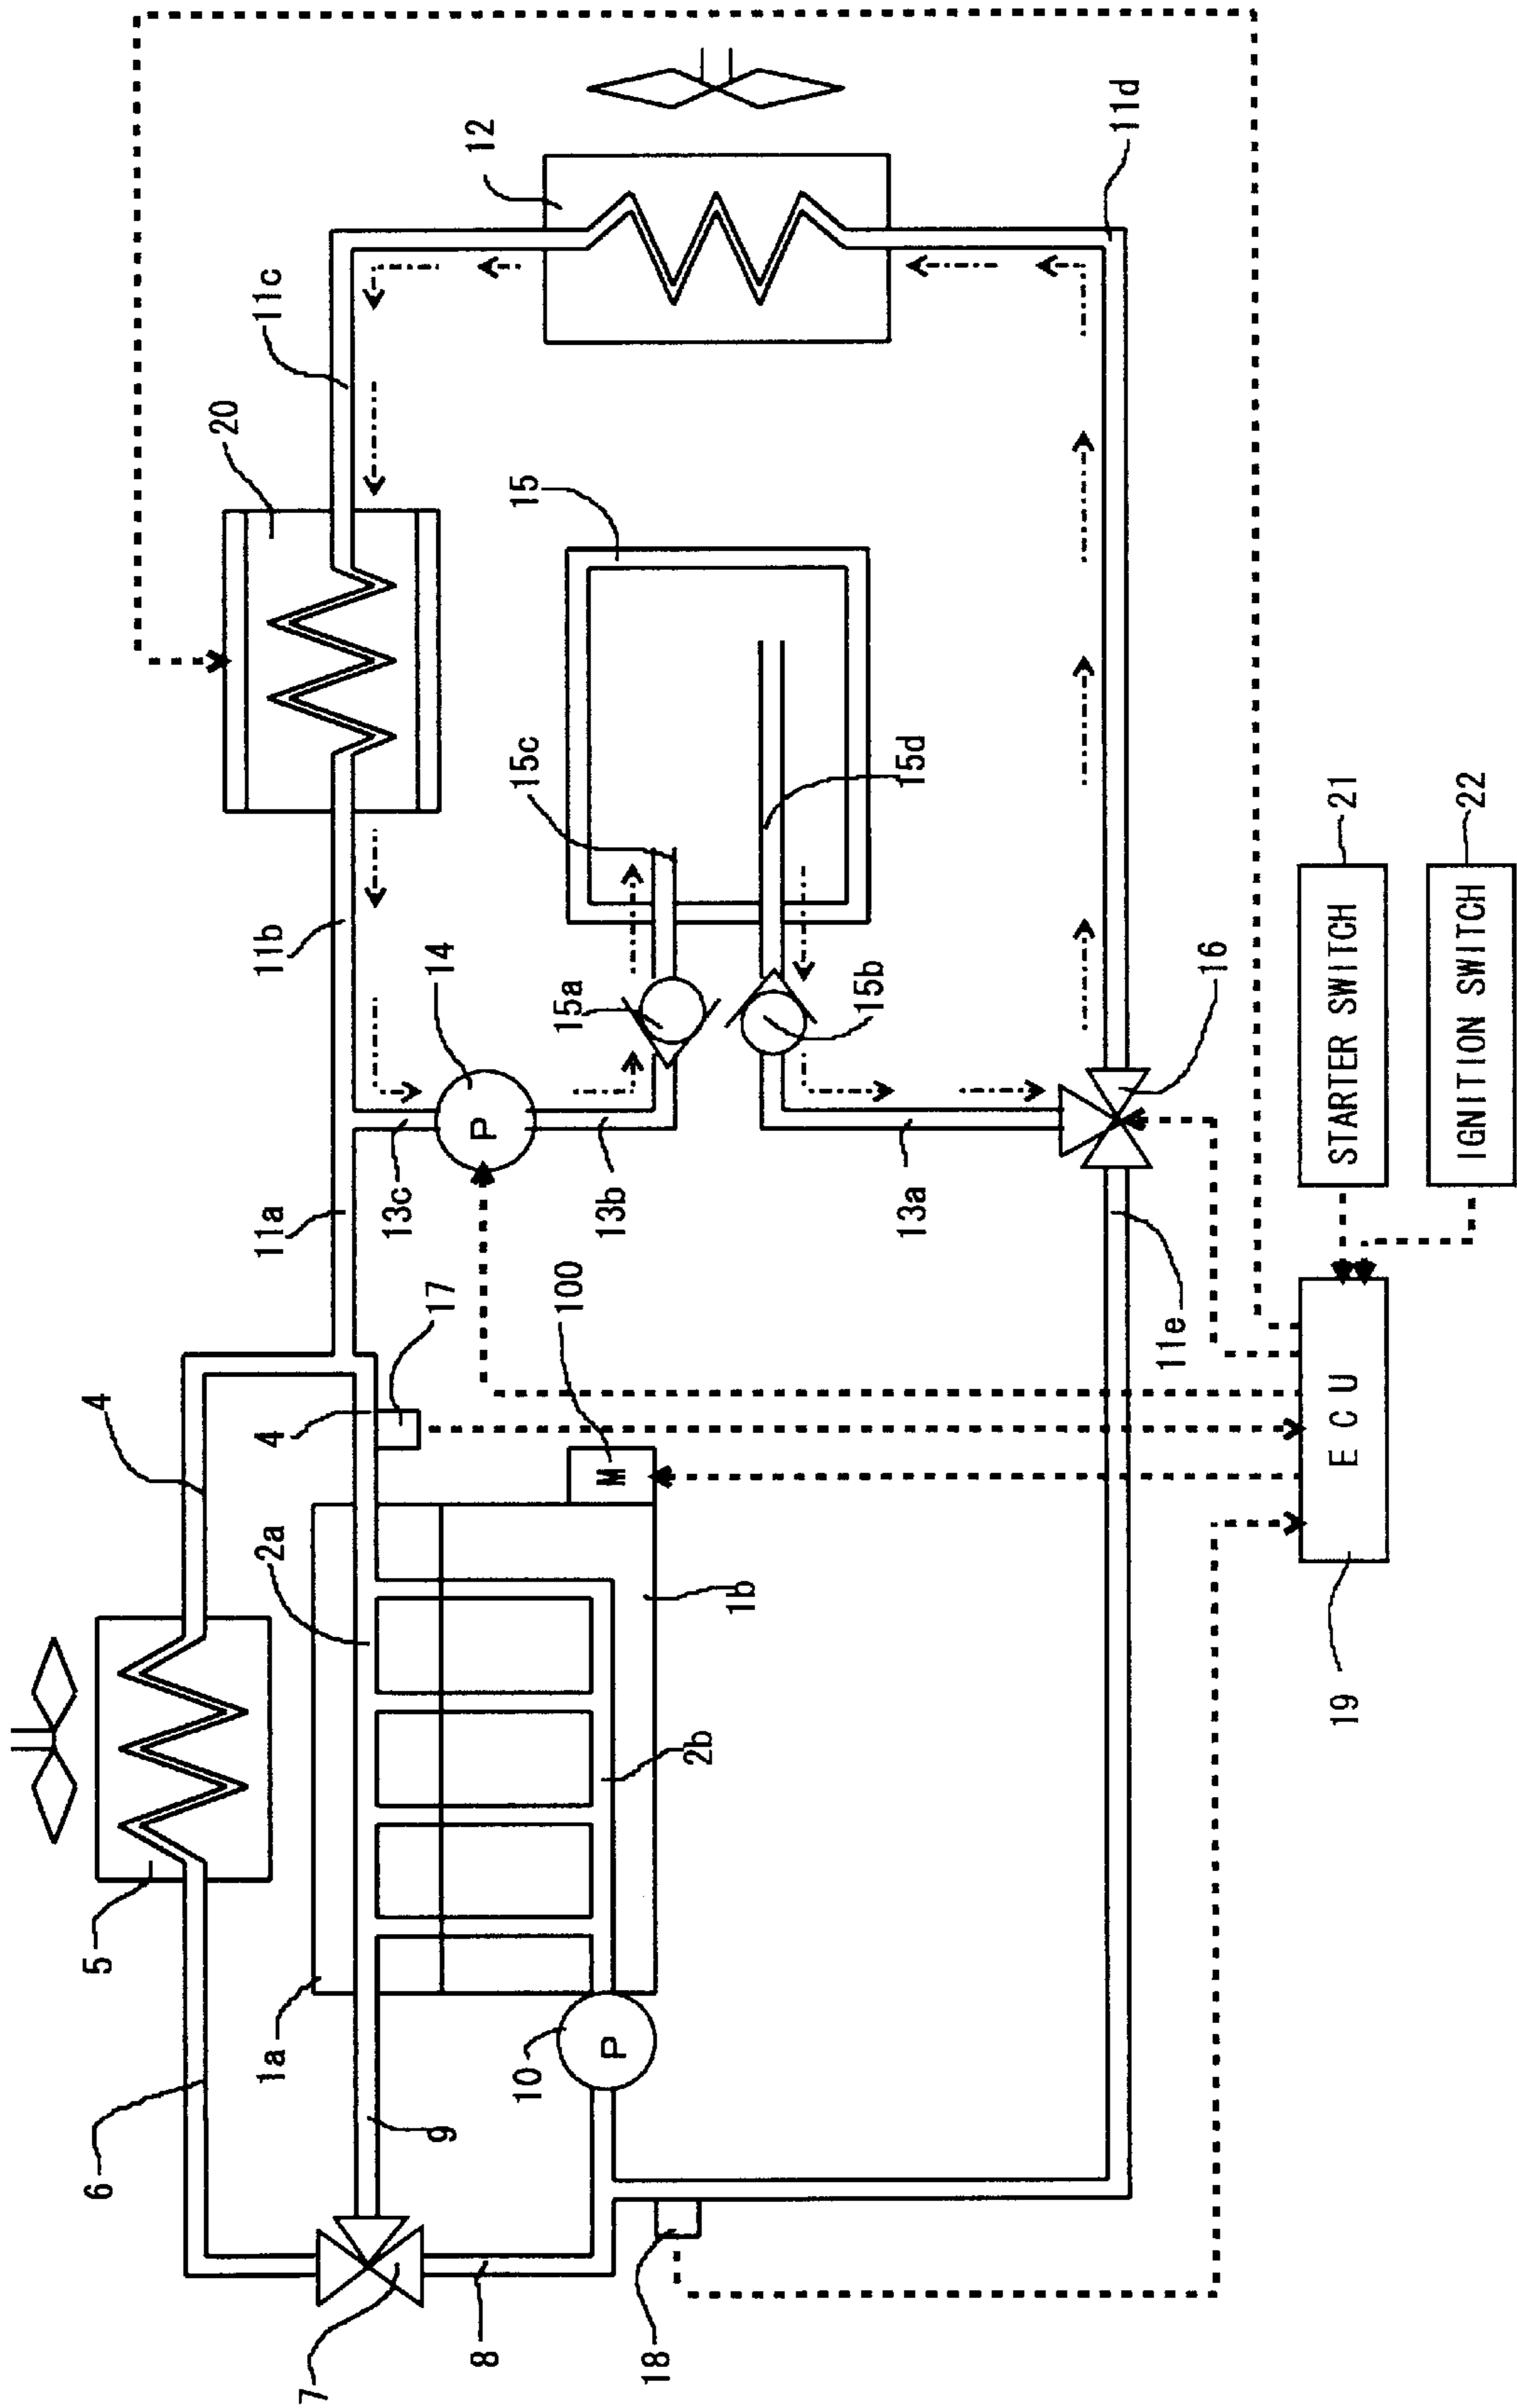 6
5
4
20
1a
2a
4
11a
11b
11c
7
9
17
13c
14
8
P
12
10
100
15a
15c
15
P
M
13b
18
2b
1b
15b
13a
16
15d
11d
11e
19
E C U
STARTER SWITCH
21
IGNITION SWITCH
22